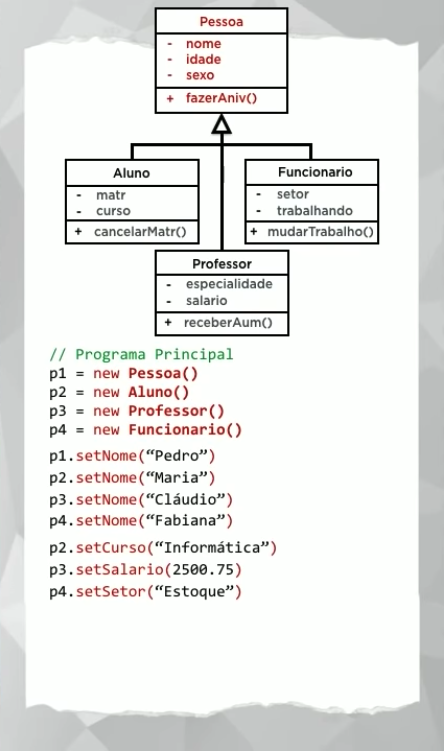 Pessoa
- nome
- idade
- sexo
+ fazerAniv()
Aluno
- matr
- curso
+ cancelarMatr()
Funcionario
- setor
- trabalhando
+ mudarTrabalho()
Professor
- especialidade
- salario
+ receberAum()
// Programa Principal
p1 = new Pessoa()
p2 = new Aluno()
p3 = new Professor()
p4 = new Funcionario()
p1.setNome(“Pedro”)
p2.setNome(“Maria”)
p3.setNome(“Cláudio”)
p4.setNome(“Fabiana”)
p2.setCurso(“Informática”)
p3.setSalario(2500.75)
p4.setSetor(“Estoque”)